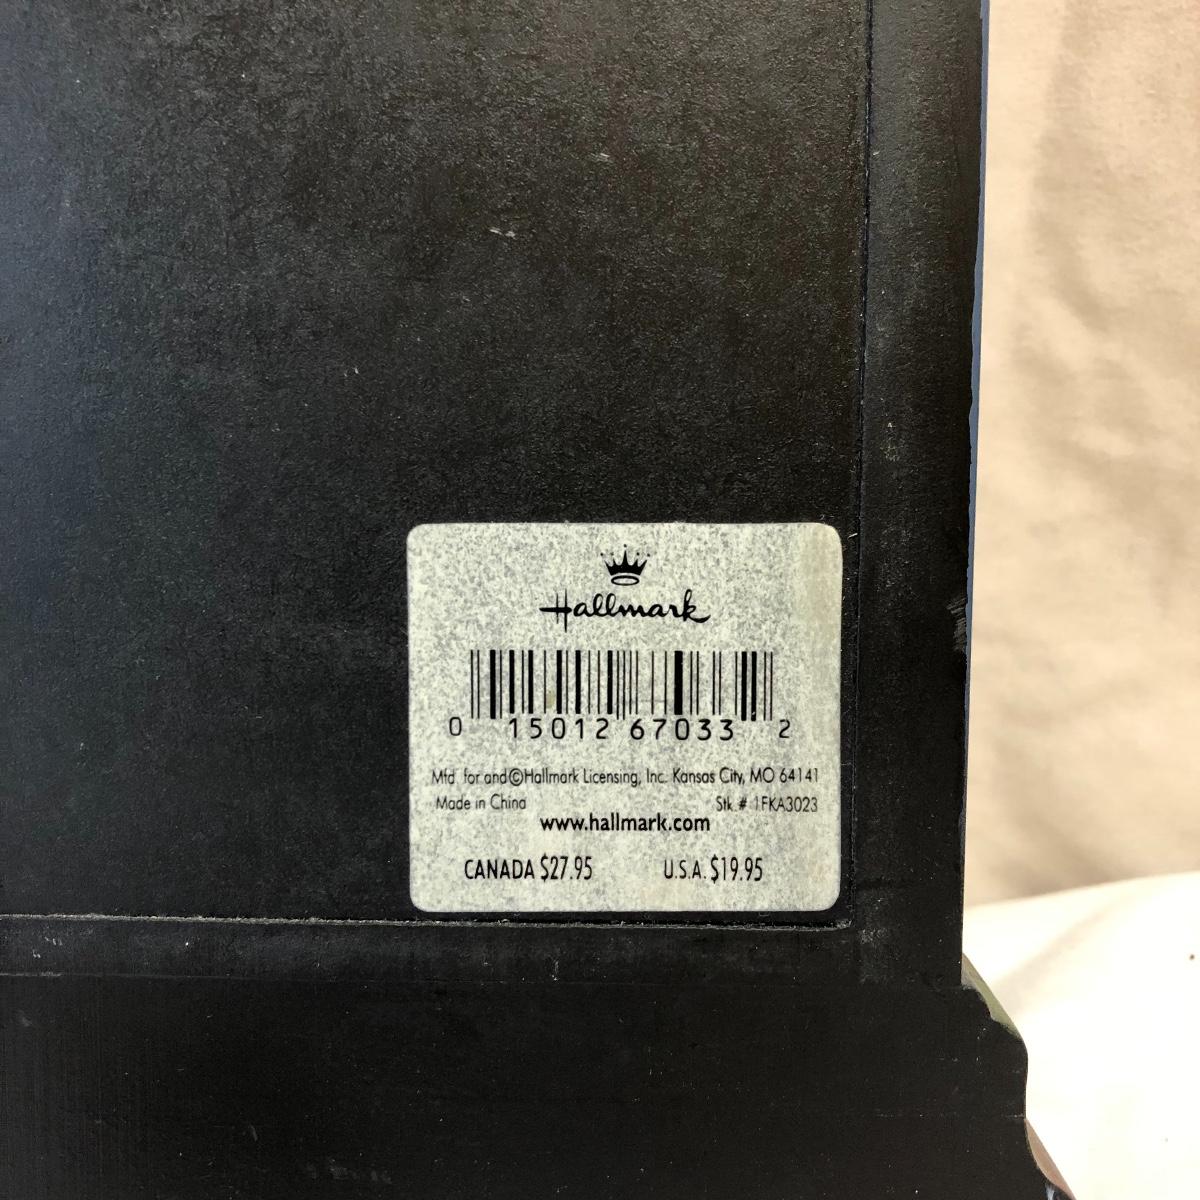 Hallmark
0 15012 67033 2
Mfd. for and©Hallmark Licensing, Inc. Kansas City, MO 64141
Made in China Stk.# 1FKA3023
www.hallmark.com
CANADA $27.95 U.S.A. $19.95